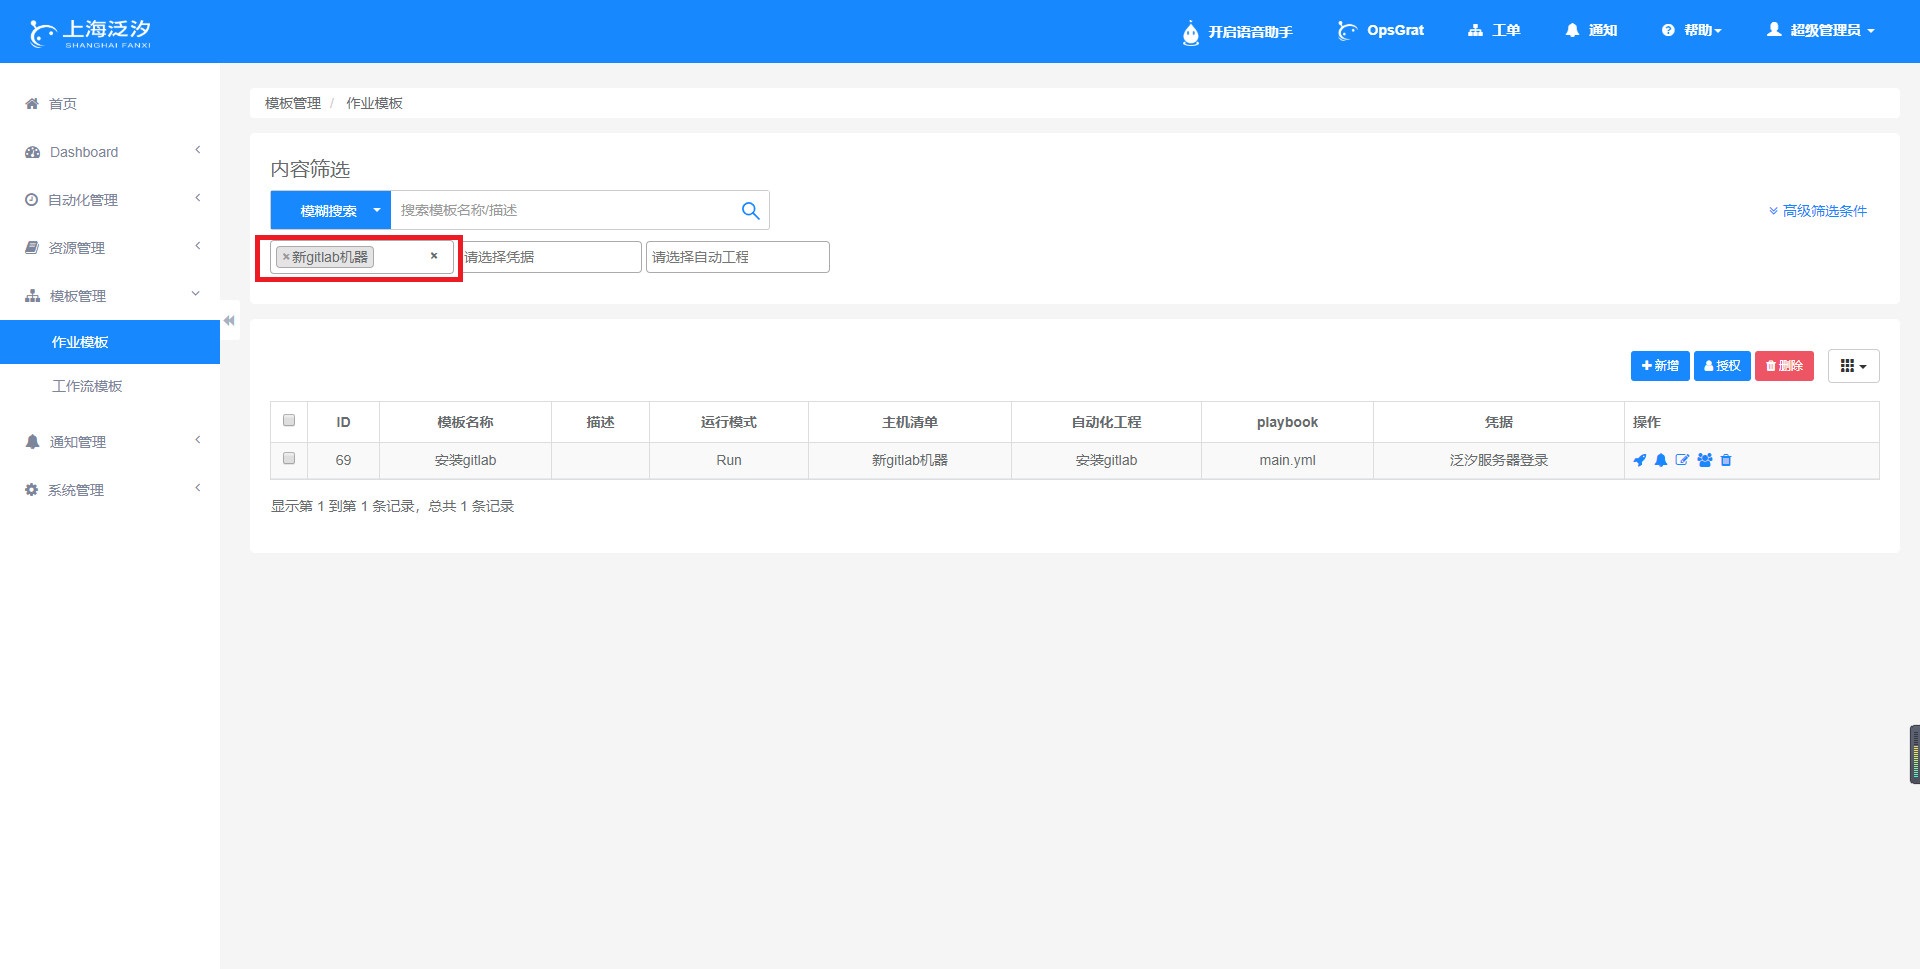 上海泛汐
SHANGHAI FANXI
开启语音助手
OpsGrat
工单
通知
帮助
超级管理员
首页
Dashboard
自动化管理
资源管理
模板管理
作业模板
工作流模板
通知管理
系统管理
模板管理 / 作业模板
内容筛选
模糊搜索
搜索模板名称/描述
高级筛选条件
×新gitlab机器 ×
请选择凭据
请选择自动工程
新增
授权
删除
ID 模板名称 描述 运行模式 主机清单 自动化工程 playbook 凭据 操作
69 安装gitlab Run 新gitlab机器 安装gitlab main.yml 泛汐服务器登录
显示第 1 到第 1 条记录，总共 1 条记录